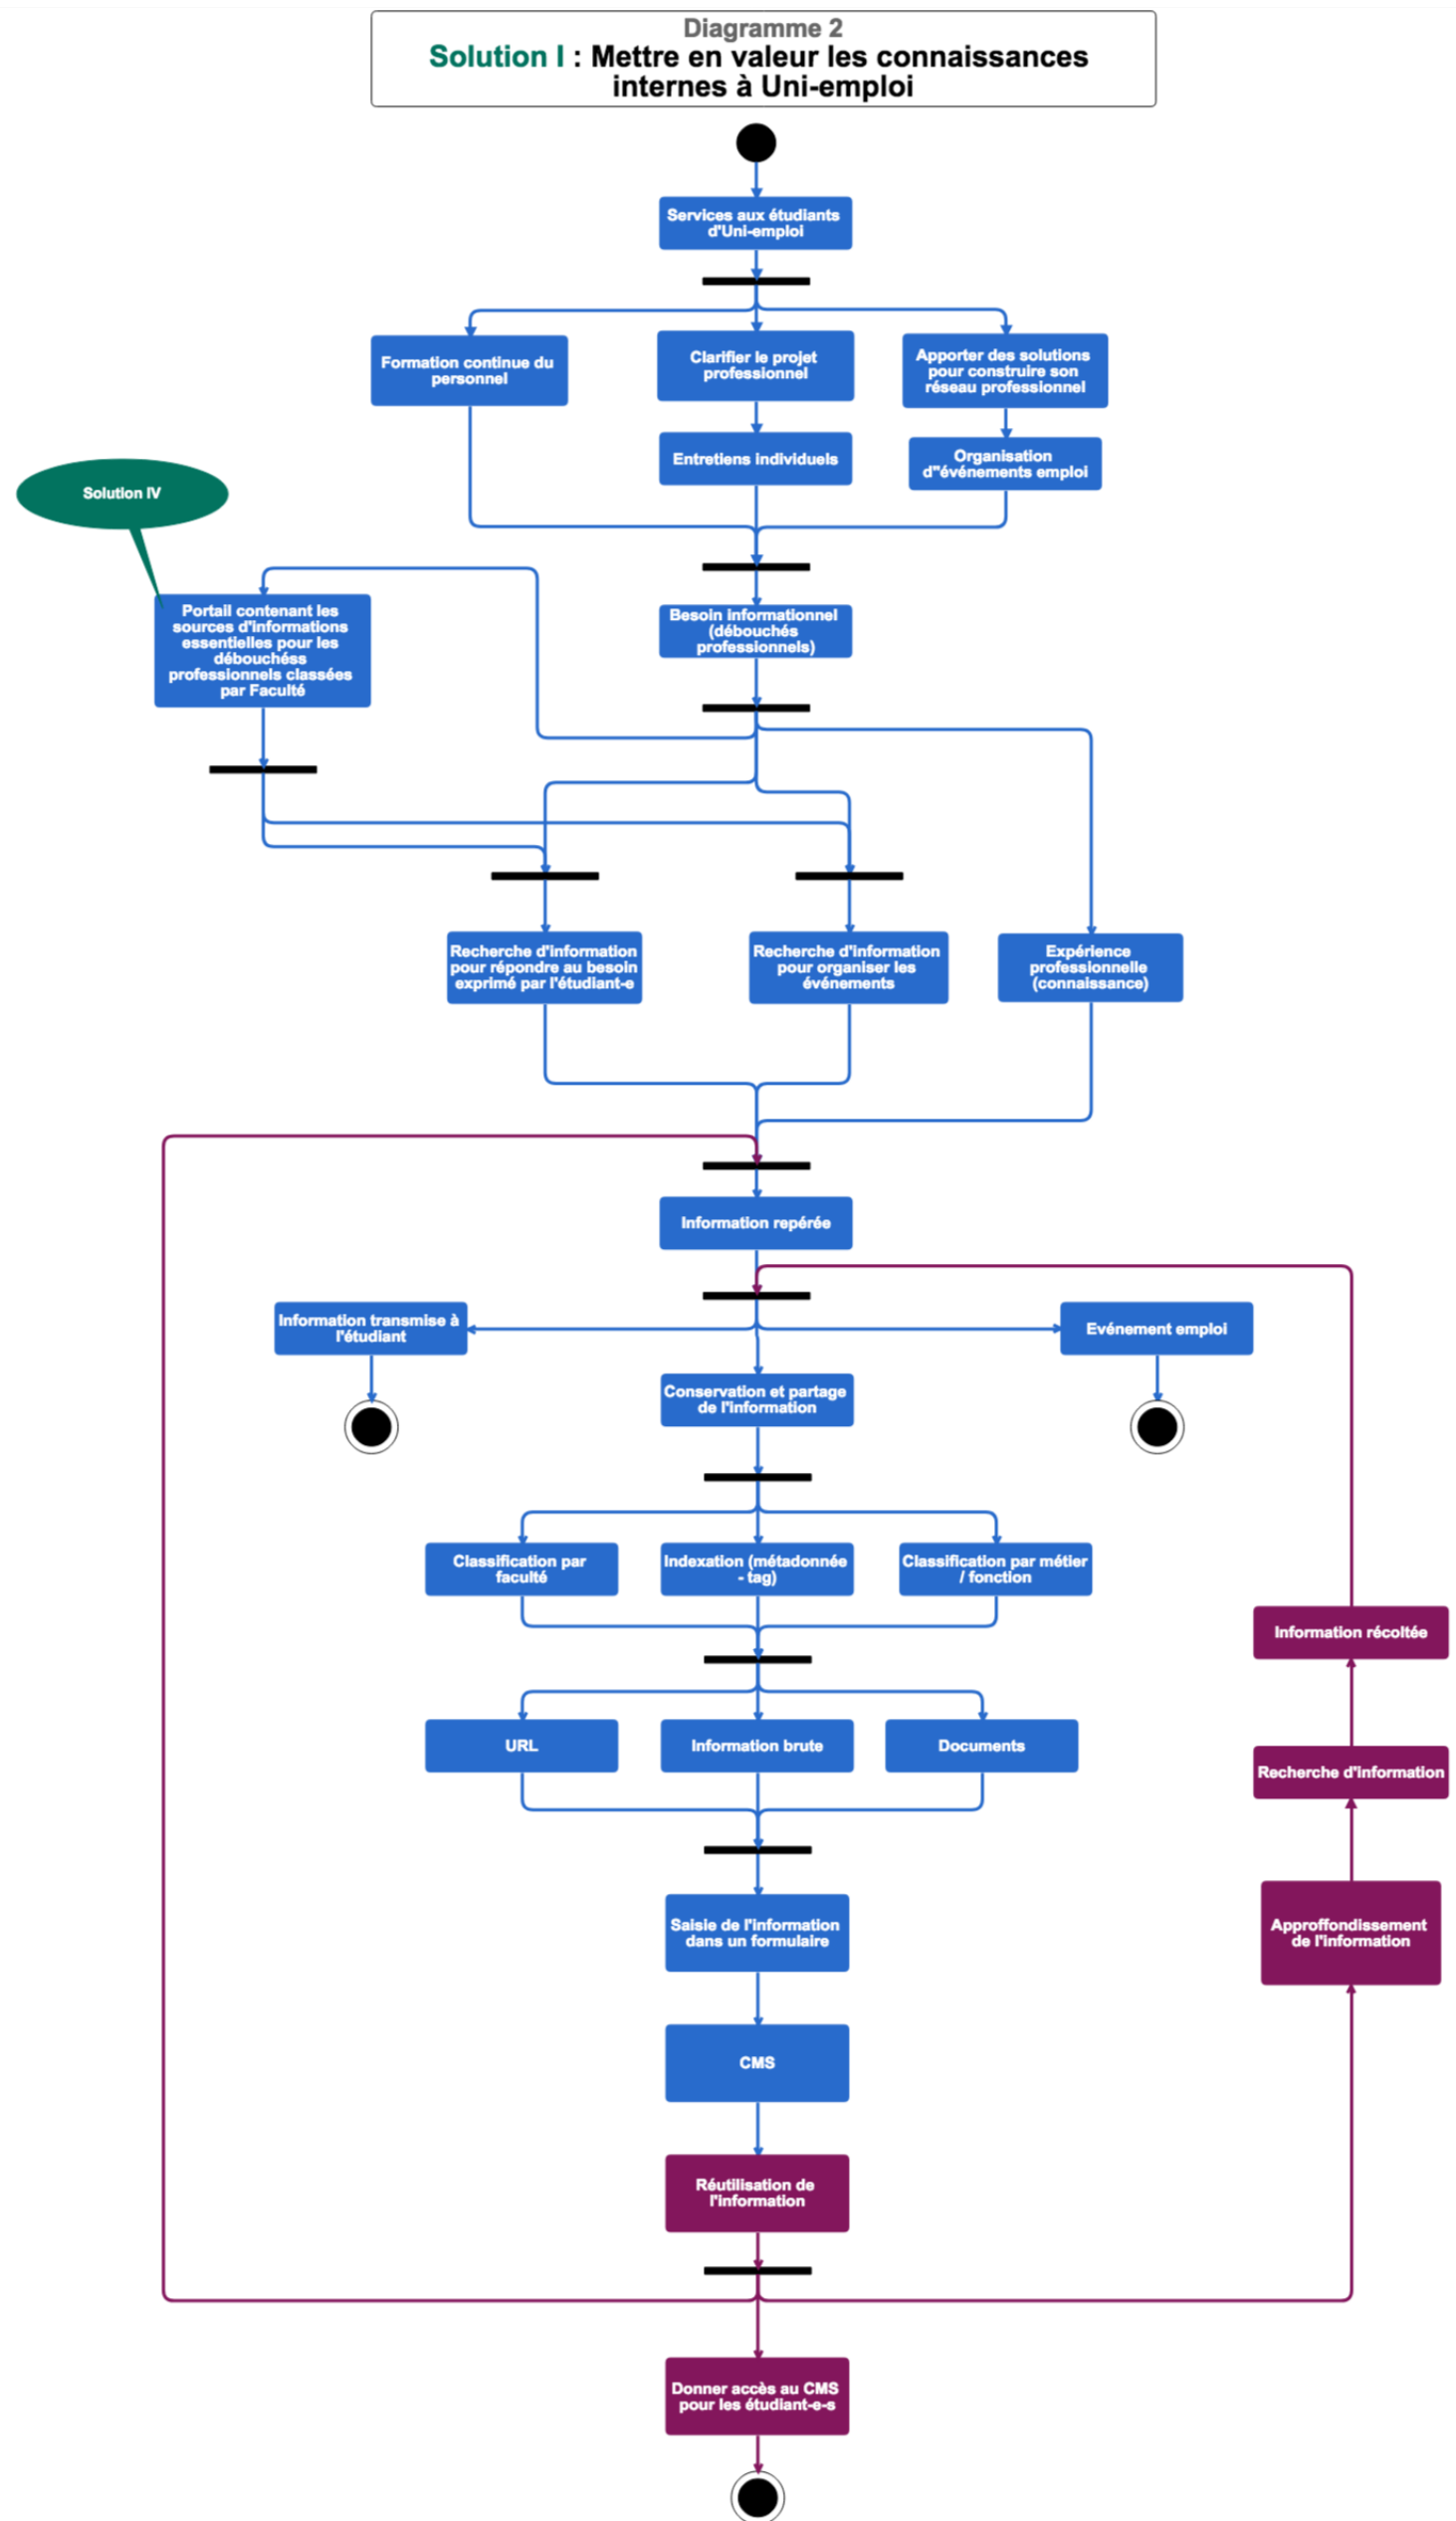 Diagramme 2
Solution I : Mettre en valeur les connaissances
internes à Uni-emploi
Services aux étudiants
d'Uni-emploi
Formation continue du
personnel
Clarifier le projet
professionnel
Apporter des solutions
pour construire son
réseau professionnel
Entretiens individuels
Organisation
d"événements emploi
Solution IV
Portail contenant les
sources d'informations
essentielles pour les
débouchéss
professionnels classées
par Faculté
Besoin informationnel
(débouchés
professionnels)
Recherche d'information
pour répondre au besoin
exprimé par l'étudiant-e
Recherche d'information
pour organiser les
événements
Expérience
professionnelle
(connaissance)
Information repérée
Information transmise à
l'étudiant
Evénement emploi
Conservation et partage
de l'information
Classification par
faculté
Indexation (métadonnée
- tag)
Classification par métier
/ fonction
Information récoltée
URL
Information brute
Documents
Recherche d'information
Saisie de l'information
dans un formulaire
Approffondissement
de l'information
CMS
Réutilisation de
l'information
Donner accès au CMS
pour les étudiant-e-s